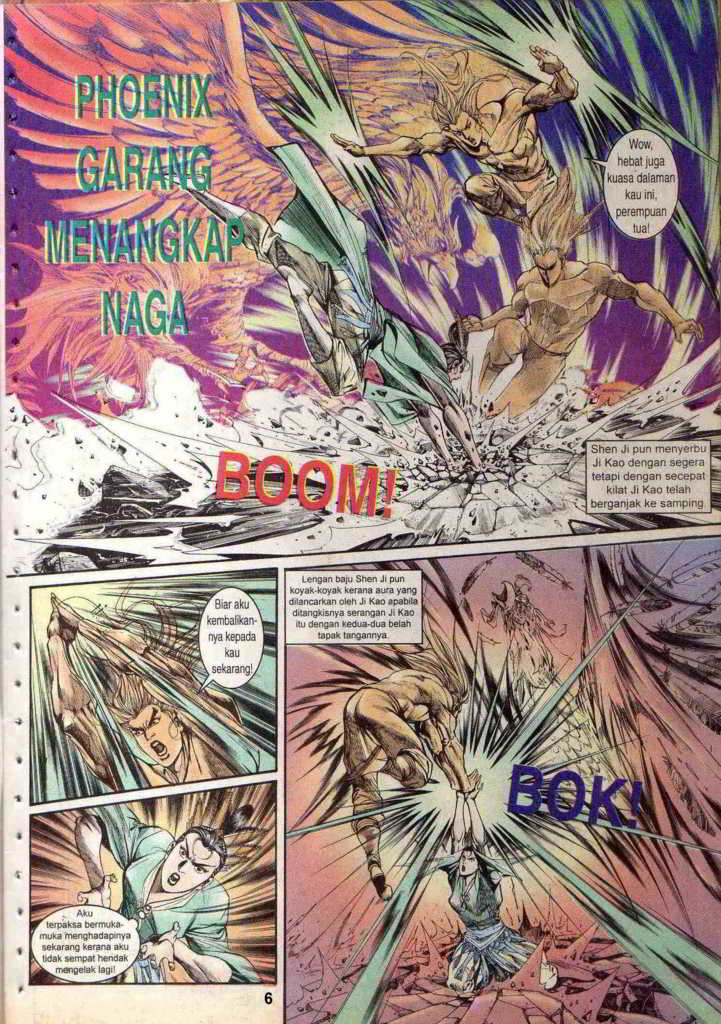 PHOENIX
GARANG
MENANGKAP
NAGA
Wow,
hebat juga
kuasa dalaman
kau ini,
perempuan
tua!
BOOM!
Shen Ji pun menyerbu
Ji Kao dengan segera
tetapi dengan secepat
kilat Ji Kao telah
berganjak ke samping
Biar aku
kembalikan-
nya kepada
kau
sekarang!
Lengan baju Shen Ji pun
koyak-koyak kerana aura yang
dilancarkan oleh Ji Kao apabila
ditangkisnya serangan Ji Kao
itu dengan kedua-dua belah
tapak tangannya.
BOK!
Aku
terpaksa bermuka-
muka menghadapinya
sekarang kerana aku
tidak sempat hendak
mengelak lagi!
6